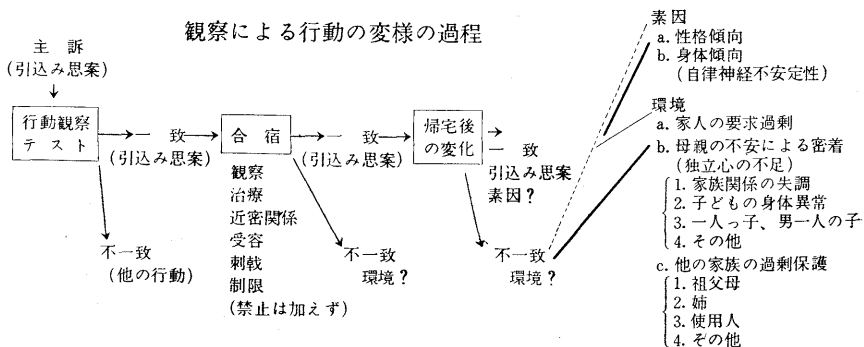 観察による行動の変様の過程
主 訴
(引込み思案)
行動観察
テスト
一 致
(引込み思案)
不一致
(他の行動)
合 宿
観察
治療
近密関係
受容
刺戟
制限
(禁止は加えず)
一 致
(引込み思案)
不一致
環境?
帰宅後
の変化
一 致
引込み思案
素因?
不一致
環境?
素因
a. 性格傾向
b. 身体傾向
(自律神経不安定性)
環境
a. 家人の要求過剰
b. 母親の不安による密着
(独立心の不足)
1. 家族関係の失調
2. 子どもの身体異常
3. 一人っ子、男一人の子
4. その他
c. 他の家族の過剰保護
1. 祖父母
2. 姉
3. 使用人
4. その他